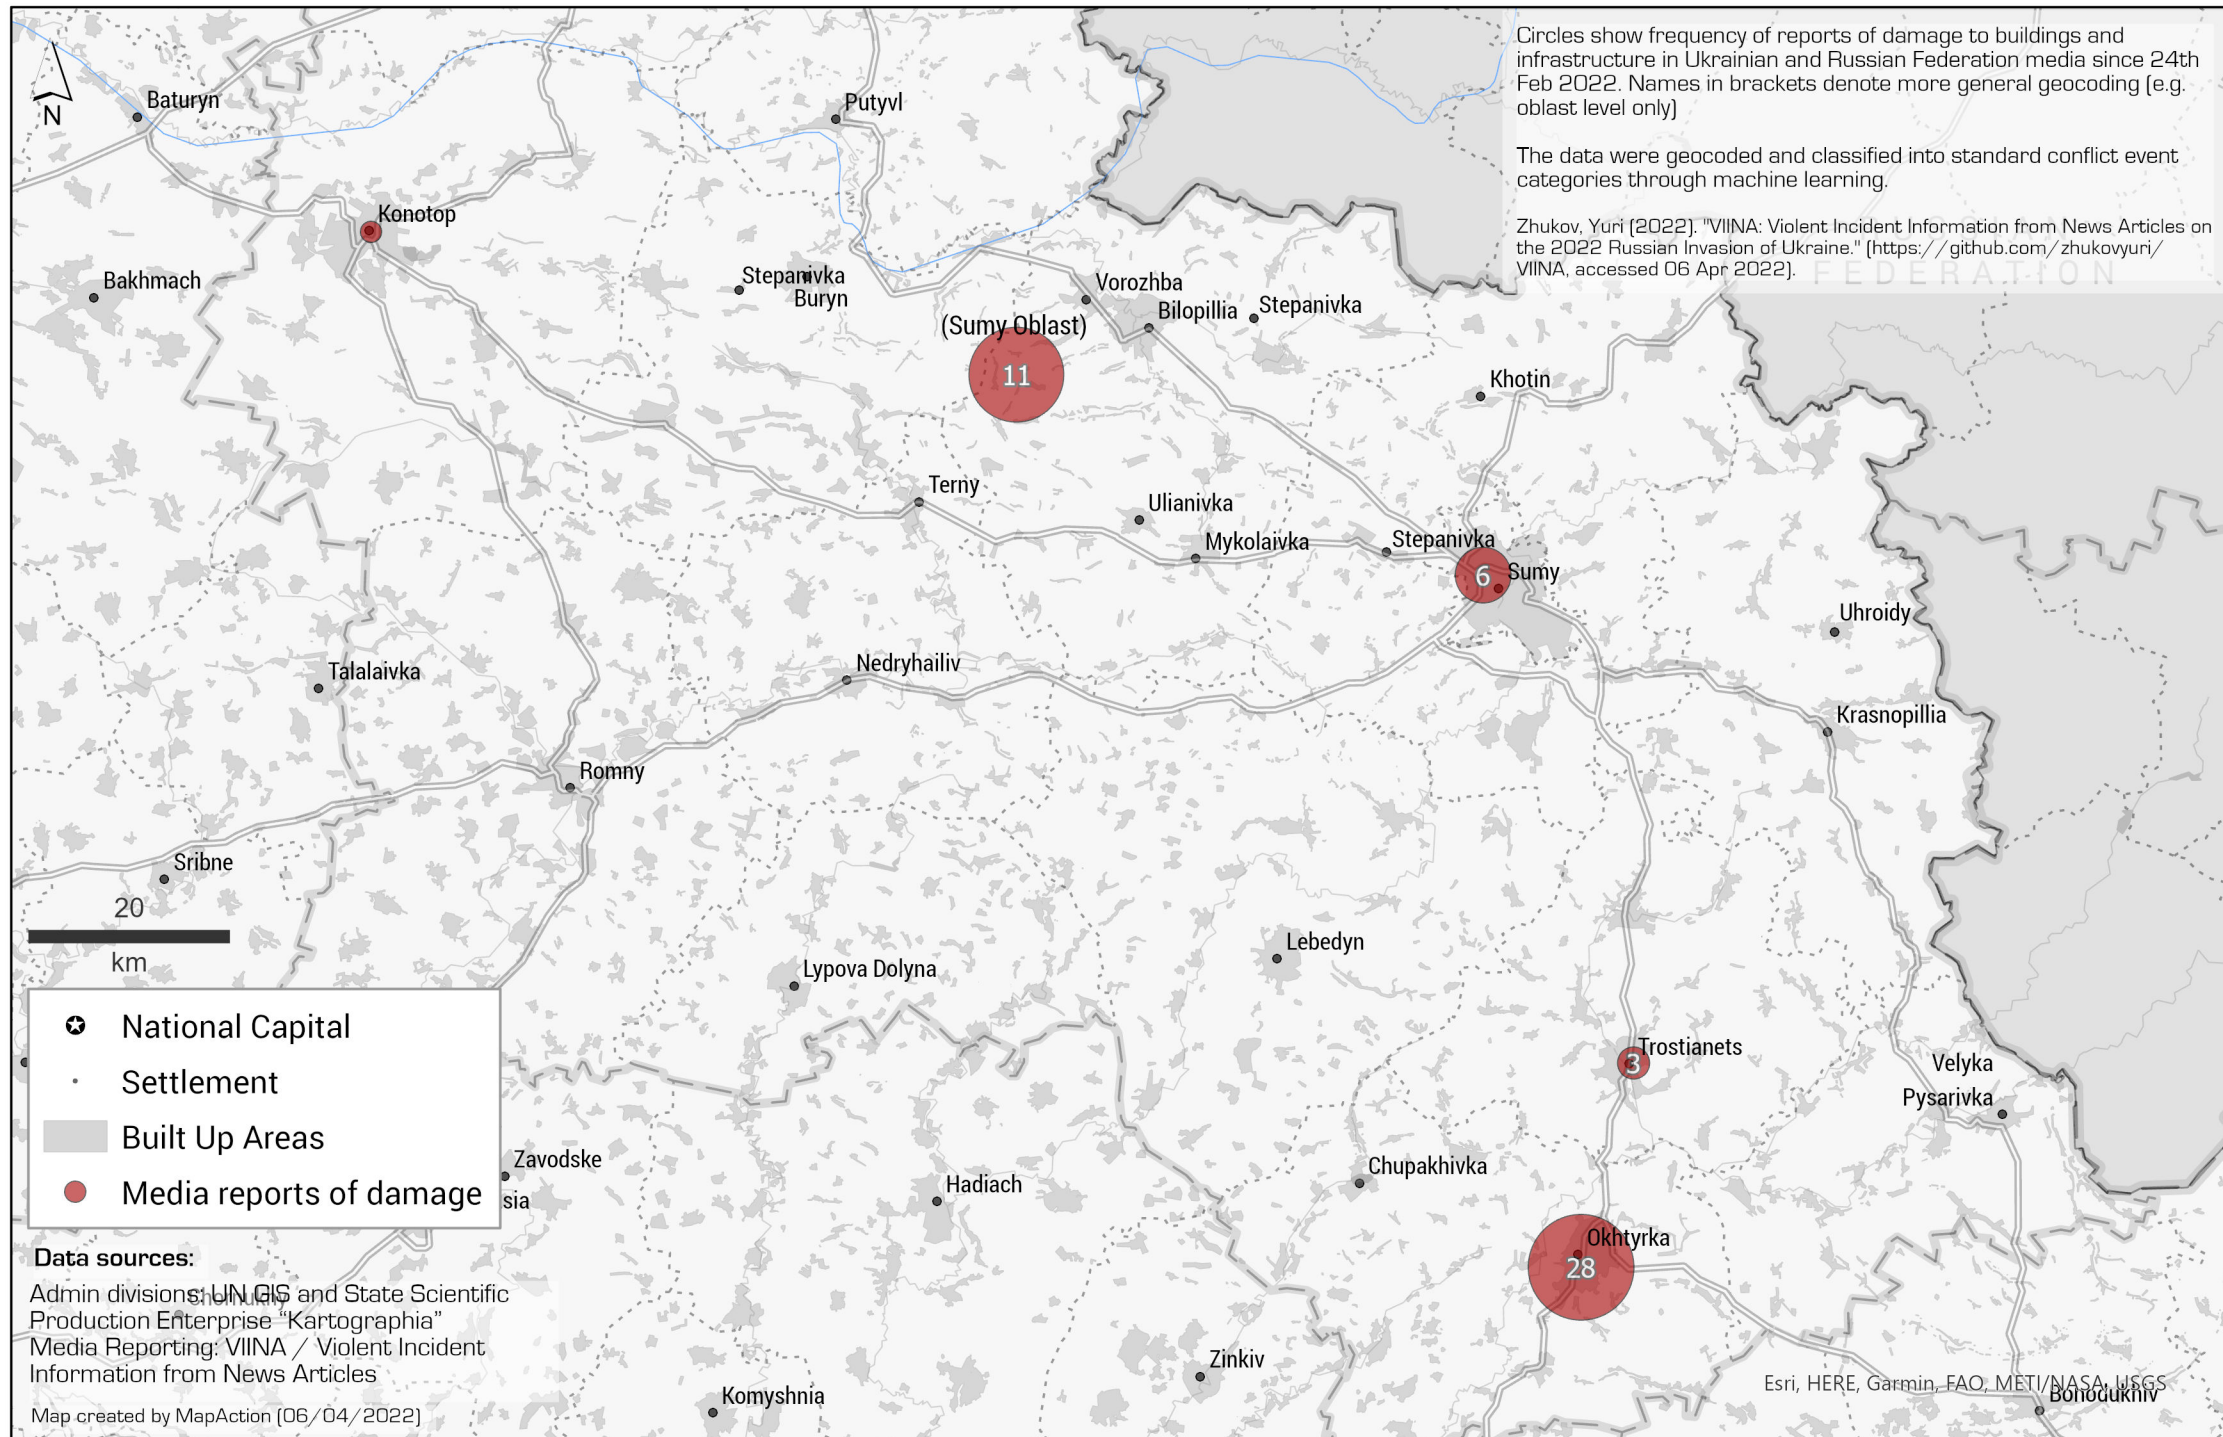 Circles show frequency of reports of damage to buildings and
infrastructure in Ukrainian and Russian Federation media since 24th
Feb 2022. Names in brackets denote more general geocoding (e.g.
oblast level only)
The data were geocoded and classified into standard conflict event
categories through machine learning.
Zhukov, Yuri (2022). "VIINA: Violent Incident Information from News Articles on
the 2022 Russian Invasion of Ukraine." (https://github.com/zhukovyuri/
VIINA, accessed 06 Apr 2022).
RUSSIAN
FEDERATION
N
Baturyn
Putyvl
Konotop
Bakhmach
Stepanivka
Buryn
Vorozhba
Bilopillia
Stepanivka
(Sumy Oblast)
11
Khotin
Terny
Ulianivka
Mykolaivka
Stepanivka
6
Sumy
Uhroidy
Talalaivka
Nedryhailiv
Krasnopillia
Romny
Sribne
20
km
Lypova Dolyna
Lebedyn
Trostianets
3
Velyka
Pysarivka
National Capital
Settlement
Built Up Areas
Media reports of damage
Zavodske
sia
Hadiach
Chupakhivka
Okhtyrka
28
Zinkiv
Komyshnia
Bohodukhiv
Chornukhy
Data sources:
Admin divisions: UN GIS and State Scientific
Production Enterprise “Kartographia”
Media Reporting: VIINA / Violent Incident
Information from News Articles
Map created by MapAction (06/04/2022)
Esri, HERE, Garmin, FAO, METI/NASA, USGS